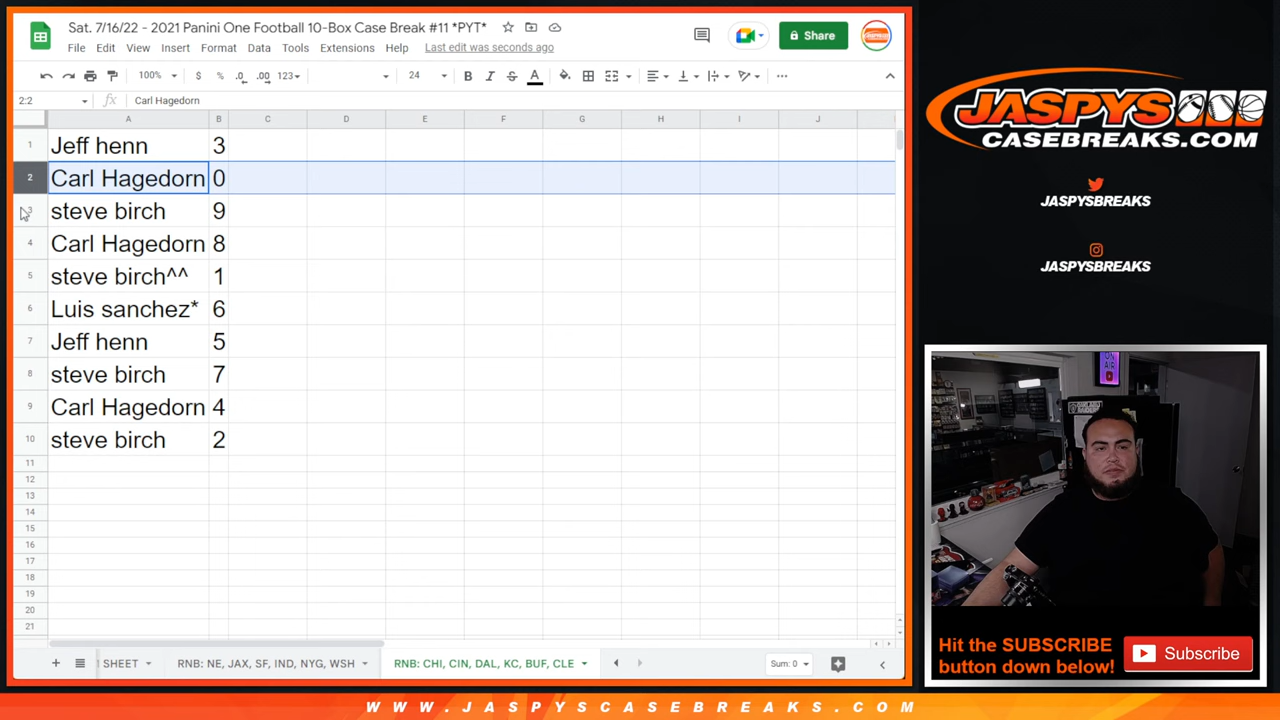 Sat. 7/16/22 - 2021 Panini One Football 10-Box Case Break #11 *PYT*
File Edit View Insert Format Data Tools Extensions Help Last edit was seconds ago
Share
100% $ % .0 .00 123 24 B I S A
2:2 fx Carl Hagedorn
A B C D E F G H I J
1 Jeff henn 3
2 Carl Hagedorn 0
3 steve birch 9
4 Carl Hagedorn 8
5 steve birch^^ 1
6 Luis sanchez* 6
7 Jeff henn 5
8 steve birch 7
9 Carl Hagedorn 4
10 steve birch 2
11
12
13
14
15
16
17
18
19
20
21
SHEET RNB: NE, JAX, SF, IND, NYG, WSH RNB: CHI, CIN, DAL, KC, BUF, CLE Sum: 0
JASPYS
CASEBREAKS.COM
JASPYSBREAKS
JASPYSBREAKS
ON AIR
Hit the SUBSCRIBE
button down below!
Subscribe
WWW.JASPYSCASEBREAKS.COM